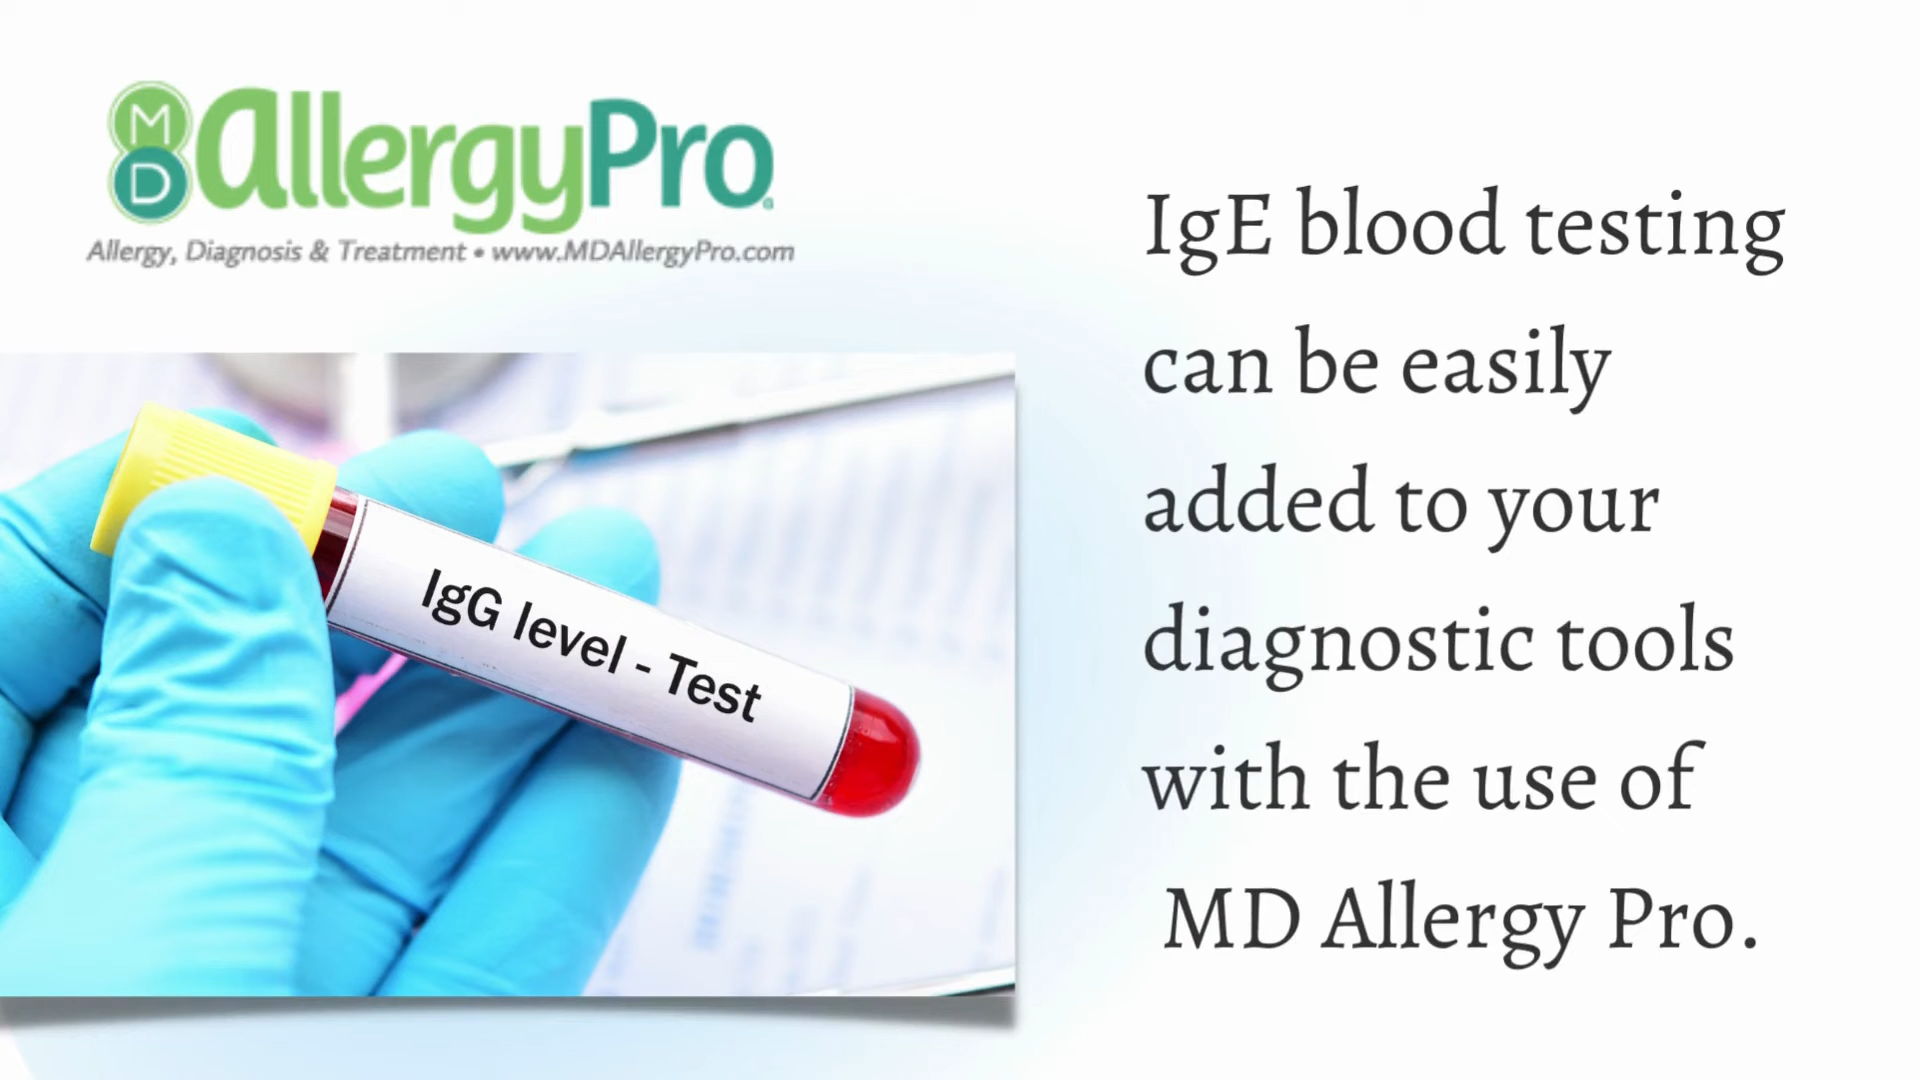 MD AllergyPro
Allergy, Diagnosis & Treatment • www.MDAllergyPro.com
IgG level - Test
IgE blood testing
can be easily
added to your
diagnostic tools
with the use of
MD Allergy Pro.